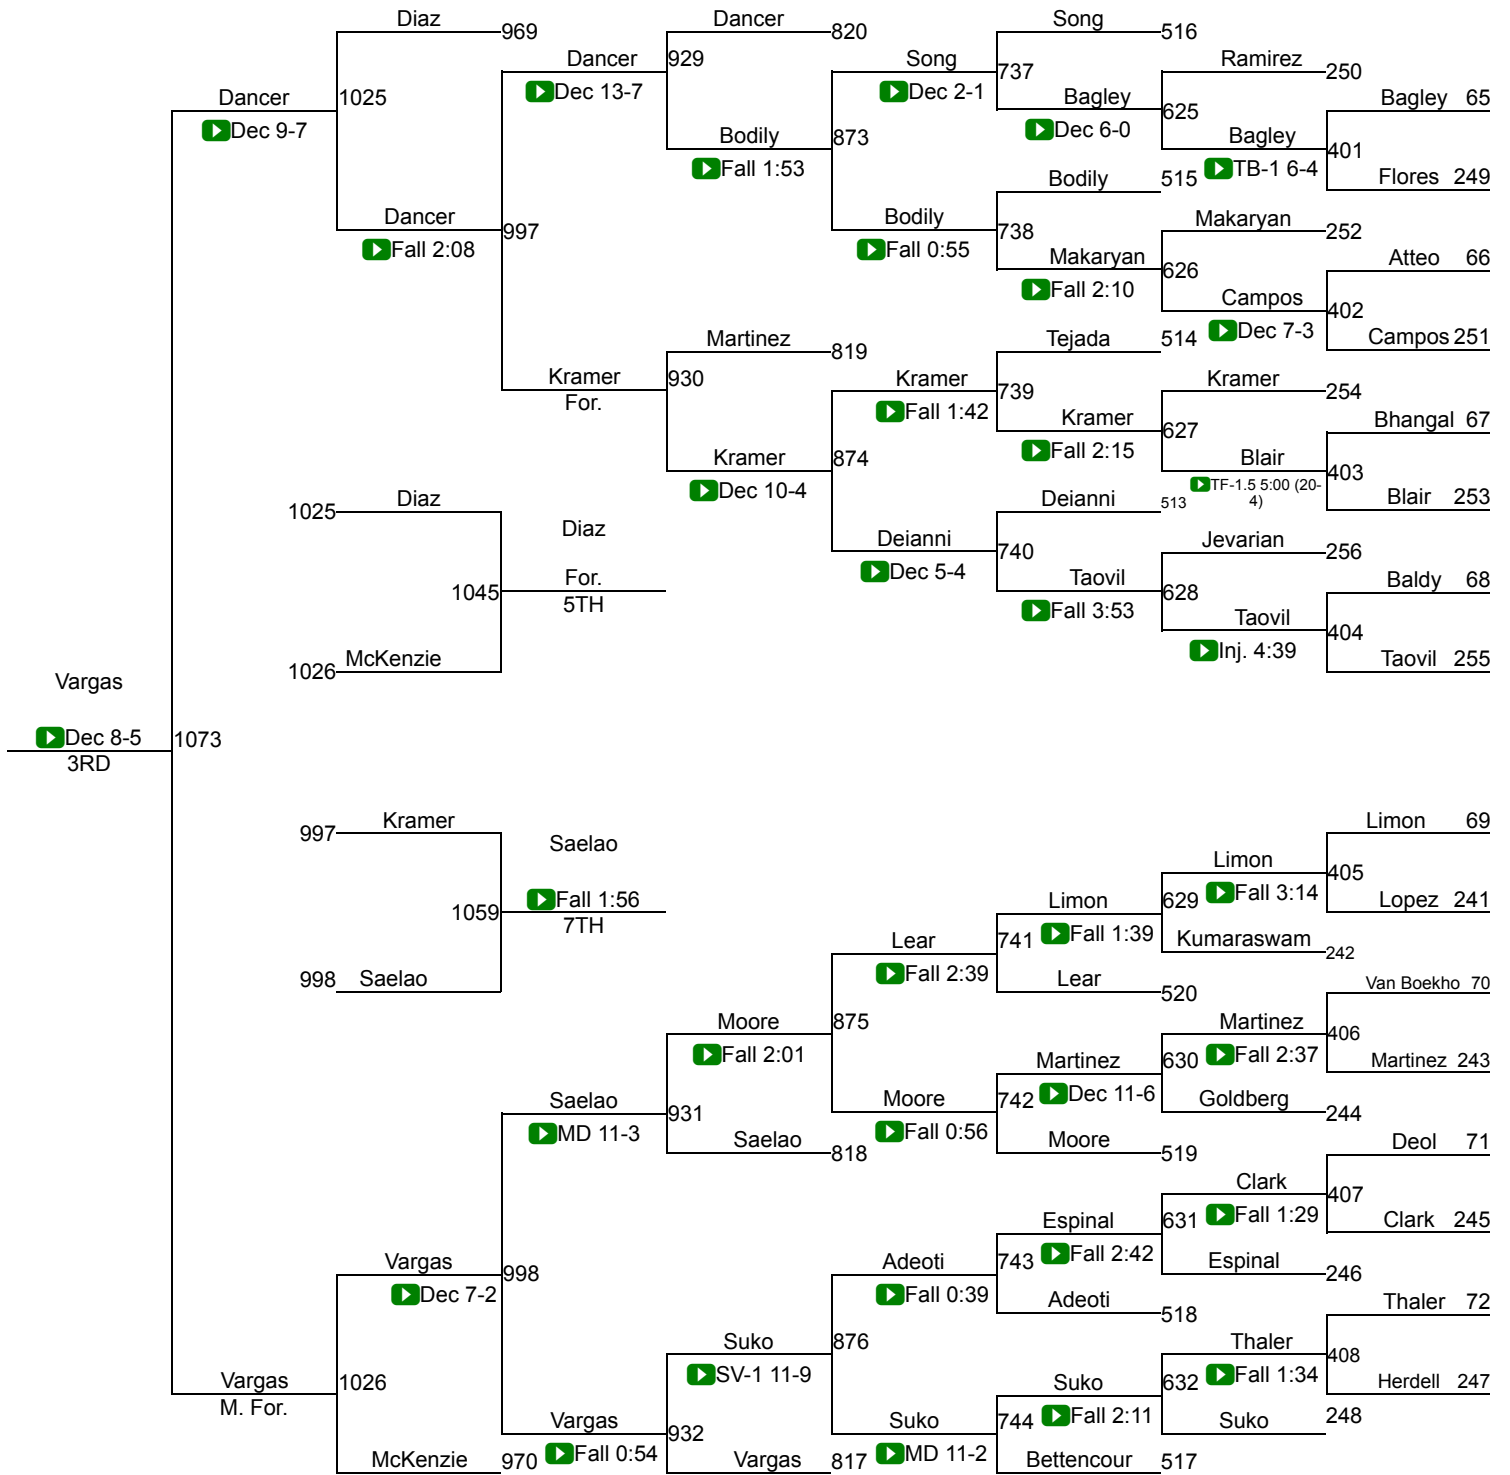 Diaz 969
Dancer 820
Song 516
Dancer 929
Song 737
Ramirez 250
Dec 13-7
Dec 2-1
Dancer 1025
Bagley 625
Bagley 65
Dec 9-7
Dec 6-0
Bodily 873
Bagley 401
Fall 1:53
TB-1 6-4
Bodily 515
Flores 249
Dancer 997
Bodily 738
Makaryan 252
Fall 2:08
Fall 0:55
Makaryan 626
Atteo 66
Fall 2:10
Campos 402
Dec 7-3
Martinez 819
Tejada 514
Campos 251
Kramer 930
Kramer 739
Kramer 254
For.
Fall 1:42
Kramer 627
Bhangal 67
Fall 2:15
Kramer 874
Blair 403
Dec 10-4
TF-1.5 5:00 (20-
4)
1025 Diaz
Deianni 513
Blair 253
Diaz
Deianni 740
Jevarian 256
Dec 5-4
1045 For.
5TH
Taovil 628
Baldy 68
Fall 3:53
Taovil 404
Inj. 4:39
1026 McKenzie
Taovil 255
Vargas
Dec 8-5 1073
3RD
997 Kramer
Limon 69
Saelao
Limon 405
Fall 3:14
1059 Fall 1:56
7TH
Limon 629
Fall 1:39
Lopez 241
Lear 741
Fall 2:39
Kumaraswam 242
998 Saelao
Lear 520
Van Boekho 70
Moore 875
Fall 2:01
Martinez 406
Fall 2:37
Martinez 630
Dec 11-6
Martinez 243
Saelao 931
MD 11-3
Moore 742
Fall 0:56
Goldberg 244
Saelao 818
Moore 519
Deol 71
Clark 407
Fall 1:29
Espinal 631
Fall 2:42
Clark 245
Vargas 998
Dec 7-2
Adeoti 743
Fall 0:39
Espinal 246
Adeoti 518
Thaler 72
Suko 876
SV-1 11-9
Thaler 408
Fall 1:34
Vargas 1026
M. For.
Suko 632
Fall 2:11
Herdell 247
Vargas 932
Fall 0:54
Suko 744
MD 11-2
Suko 248
McKenzie 970
Vargas 817
Bettencour 517